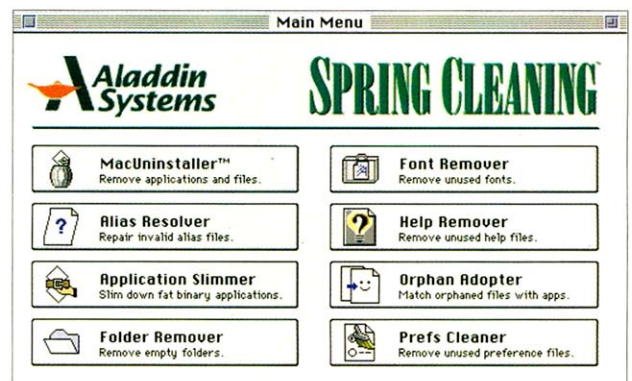 Main Menu
Aladdin
Systems
SPRING CLEANING™
MacUninstaller™
Remove applications and files.
Font Remover
Remove unused fonts.
Alias Resolver
Repair invalid alias files.
Help Remover
Remove unused help files.
Application Slimmer
Slim down fat binary applications.
Orphan Adopter
Match orphaned files with apps.
Folder Remover
Remove empty folders.
Prefs Cleaner
Remove unused preference files.